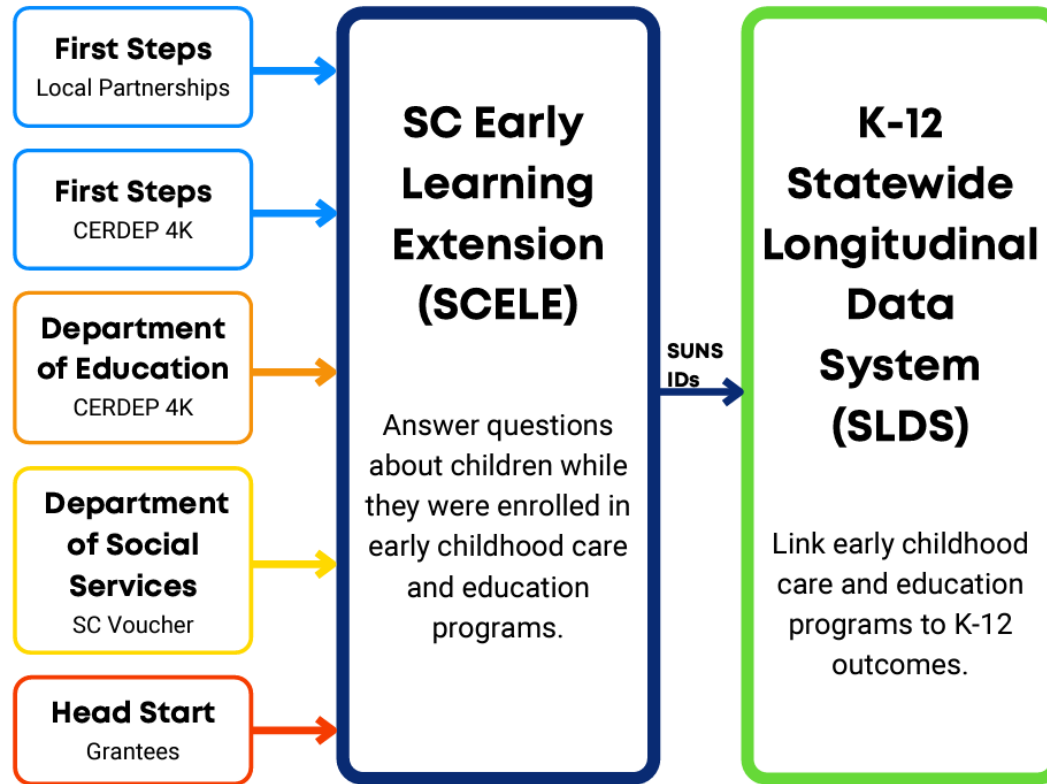 First Steps
Local Partnerships
First Steps
CERDEP 4K
Department
of Education
CERDEP 4K
Department
of Social
Services
SC Voucher
Head Start
Grantees
SC Early
Learning
Extension
(SCELE)
Answer questions
about children while
they were enrolled in
early childhood care
and education
programs.
SUNS
IDs
K-12
Statewide
Longitudinal
Data
System
(SLDS)
Link early childhood
care and education
programs to K-12
outcomes.